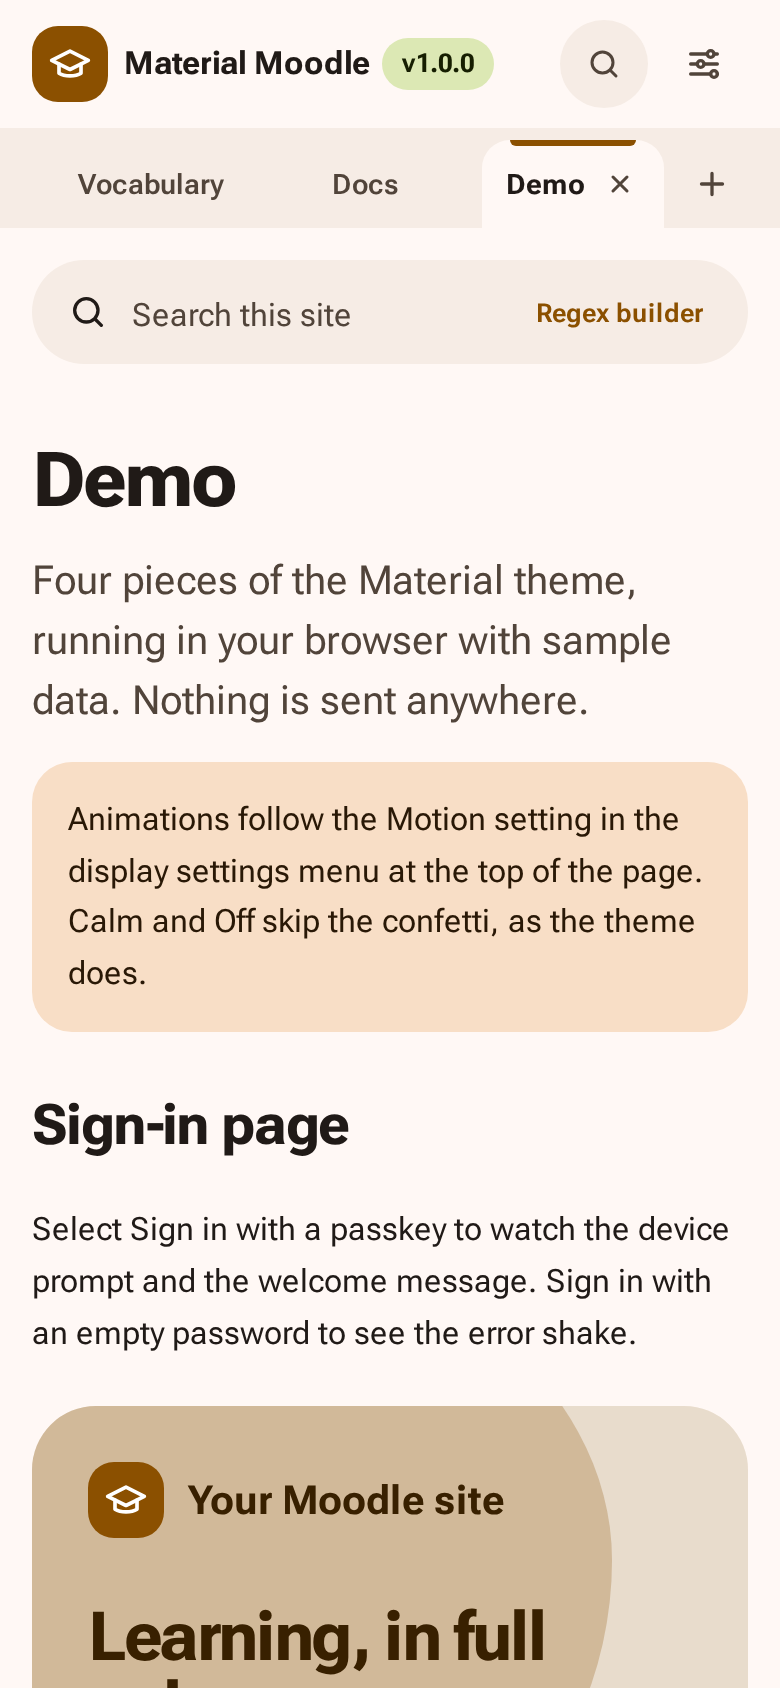 Material Moodle v1.0.0
Vocabulary Docs Demo
Search this site Regex builder
Demo
Four pieces of the Material theme,
running in your browser with sample
data. Nothing is sent anywhere.
Animations follow the Motion setting in the
display settings menu at the top of the page.
Calm and Off skip the confetti, as the theme
does.
Sign-in page
Select Sign in with a passkey to watch the device
prompt and the welcome message. Sign in with
an empty password to see the error shake.
Your Moodle site
Learning, in full